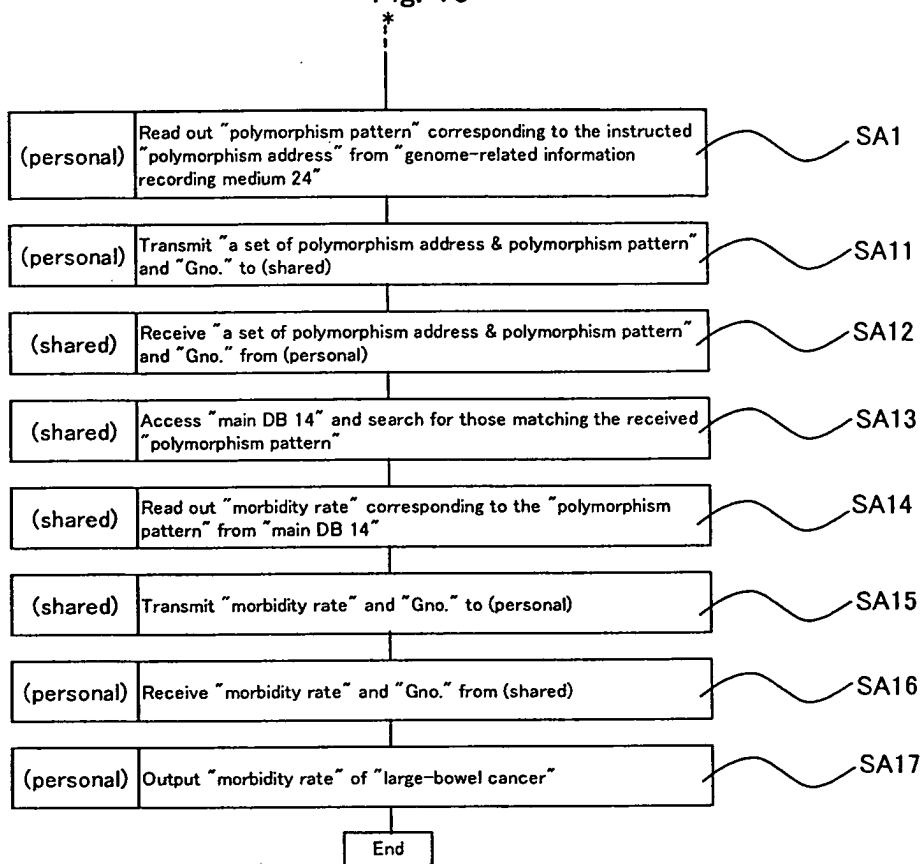 *
(personal)
Read out "polymorphism pattern" corresponding to the instructed
"polymorphism address" from "genome-related information
recording medium 24"
SA1
(personal)
Transmit "a set of polymorphism address & polymorphism pattern"
and "Gno." to (shared)
SA11
(shared)
Receive "a set of polymorphism address & polymorphism pattern"
and "Gno." from (personal)
SA12
(shared)
Access "main DB 14" and search for those matching the received
"polymorphism pattern"
SA13
(shared)
Read out "morbidity rate" corresponding to the "polymorphism
pattern" from "main DB 14"
SA14
(shared)
Transmit "morbidity rate" and "Gno." to (personal)
SA15
(personal)
Receive "morbidity rate" and "Gno." from (shared)
SA16
(personal)
Output "morbidity rate" of "large-bowel cancer"
SA17
End